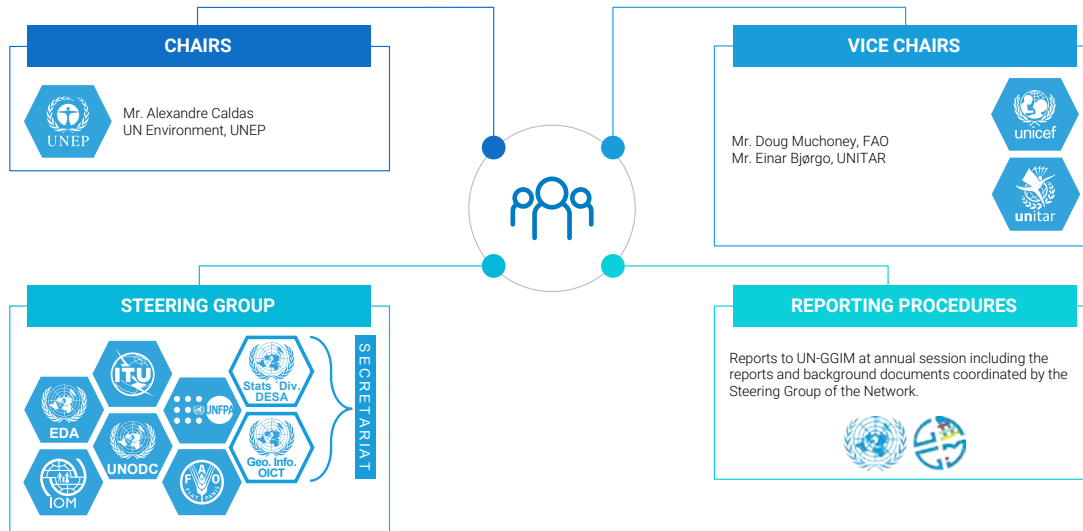 CHAIRS
UNEP
Mr. Alexandre Caldas
UN Environment, UNEP
VICE CHAIRS
Mr. Doug Muchoney, FAO
Mr. Einar Bjørgo, UNITAR
unicef
unitar
STEERING GROUP
ITU
EDA
UNFPA
UNODC
IOM
F A O
FIAT PANIS
Stats Div.
DESA
Geo. Info.
OICT
SECRETARIAT
REPORTING PROCEDURES
Reports to UN-GGIM at annual session including the
reports and background documents coordinated by the
Steering Group of the Network.